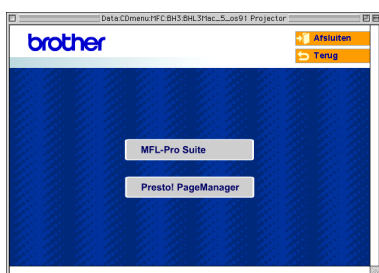 Data:CDmenu:MFC:BH3:BHL3Mac_5_os91 Projector
brother
Afsluiten
Terug
MFL-Pro Suite
Presto! PageManager